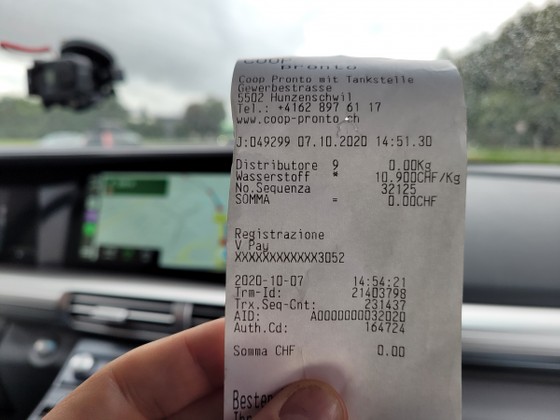 coop
pronto
Coop Pronto mit Tankstelle
Gewerbestrasse
5502 Hunzenschwil
Tel.: +4162 897 61 17
www.coop-pronto.ch
J:049299 07.10.2020 14:51.30
Distributore 9 0.00Kg
Wasserstoff * 10.900CHF/Kg
No.Sequenza 32125
SOMMA = 0.00CHF
Registrazione
V Pay
XXXXXXXXXXXX3052
2020-10-07 14:54:21
Trm-Id: 21403798
Trx.Seq-Cnt: 231437
AID: A0000000032020
Auth.Cd: 164724
Somma CHF 0.00